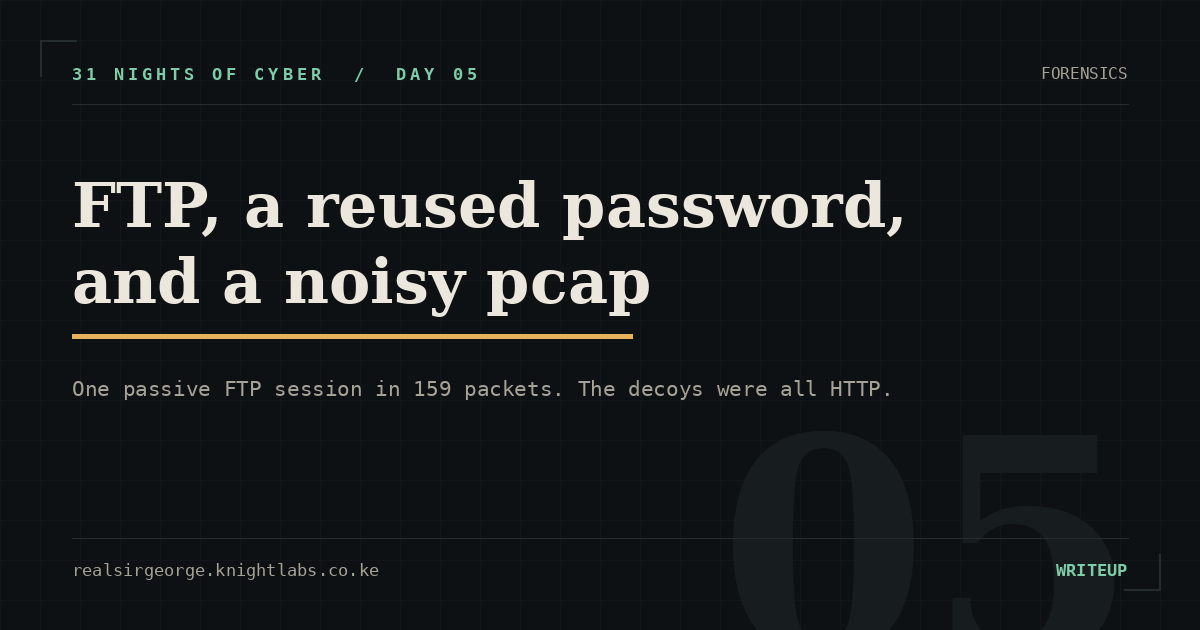 31 NIGHTS OF CYBER / DAY 05
FORENSICS
FTP, a reused password,
and a noisy pcap
One passive FTP session in 159 packets. The decoys were all HTTP.
05
realsirgeorge.knightlabs.co.ke
WRITEUP